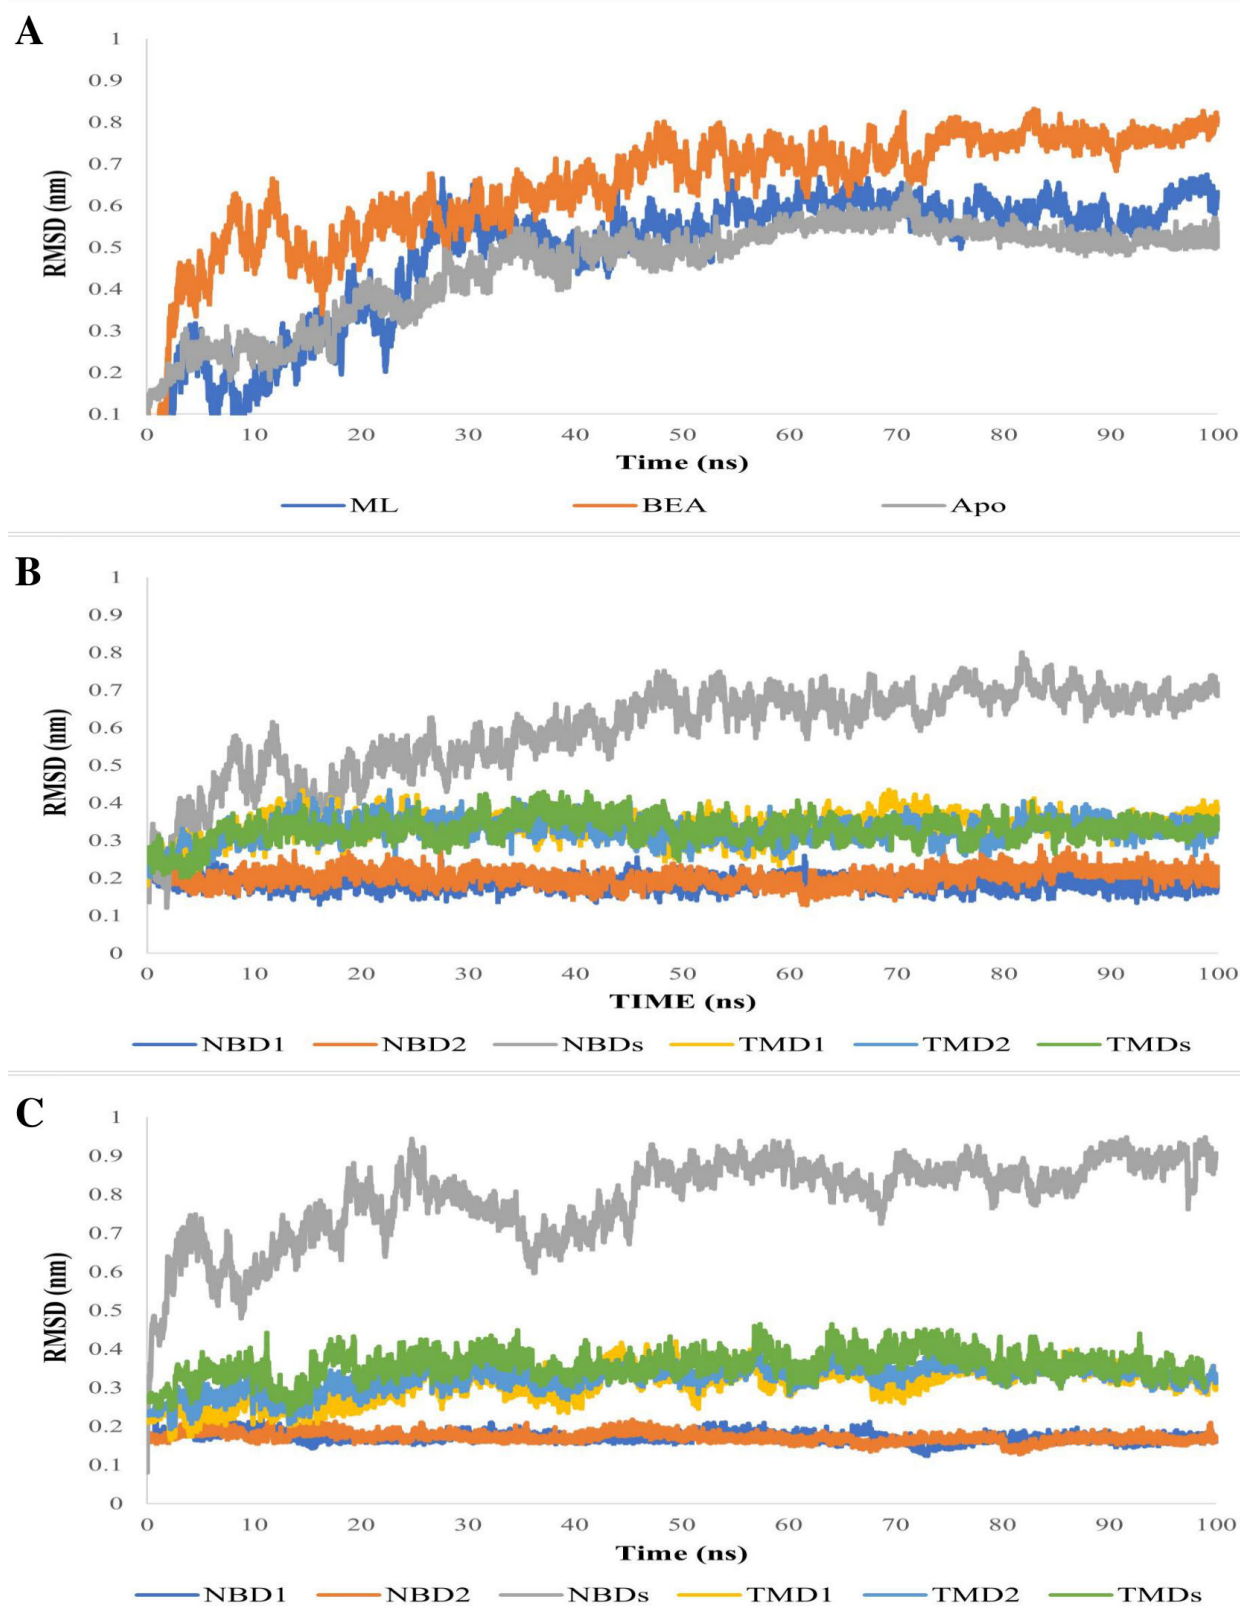 A
1
0.9
0.8
0.7
0.6
0.5
0.4
0.3
0.2
0.1
RMSD (nm)
0 10 20 30 40 50 60 70 80 90 100
Time (ns)
ML BEA Apo
B
1
0.9
0.8
0.7
0.6
0.5
0.4
0.3
0.2
0.1
0
RMSD (nm)
0 10 20 30 40 50 60 70 80 90 100
TIME (ns)
NBD1 NBD2 NBDs TMD1 TMD2 TMDs
C
1
0.9
0.8
0.7
0.6
0.5
0.4
0.3
0.2
0.1
0
RMSD (nm)
0 10 20 30 40 50 60 70 80 90 100
Time (ns)
NBD1 NBD2 NBDs TMD1 TMD2 TMDs